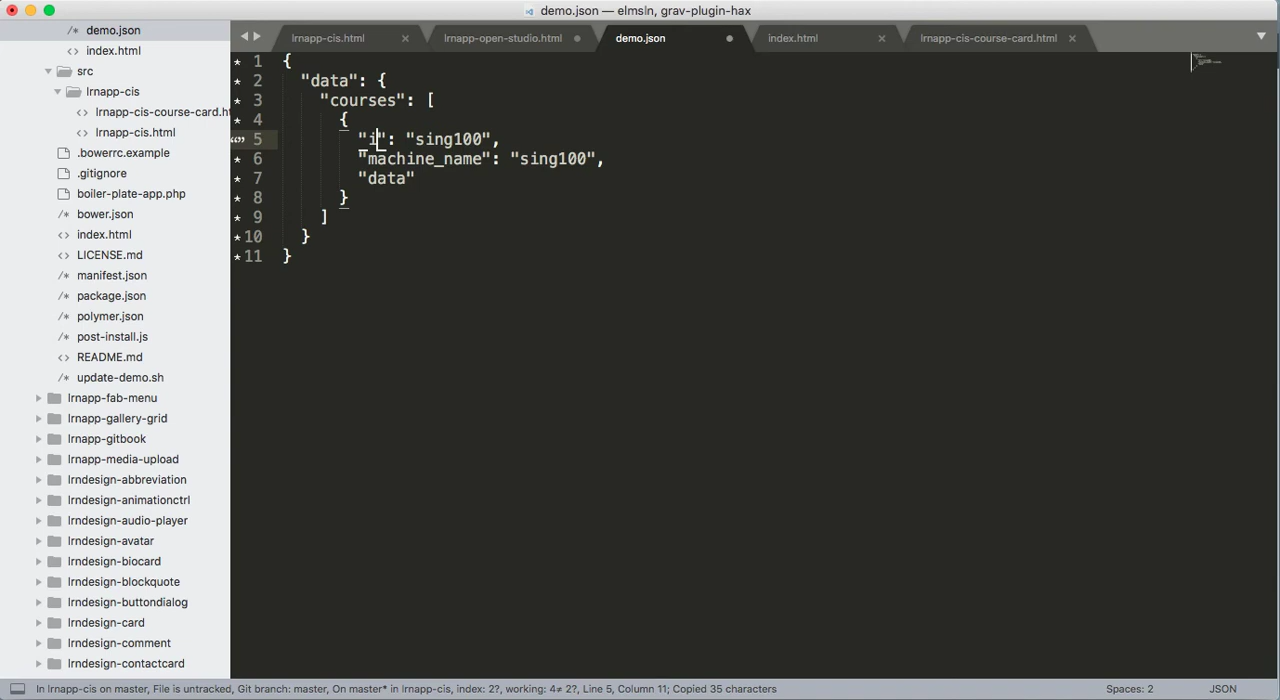 demo.json — elmsln, grav-plugin-hax
lrnapp-cis.html
lrnapp-open-studio.html
demo.json
index.html
lrnapp-cis-course-card.html
demo.json
index.html
src
lrnapp-cis
lrnapp-cis-course-card.ht
lrnapp-cis.html
.bowerrc.example
.gitignore
boiler-plate-app.php
bower.json
index.html
LICENSE.md
manifest.json
package.json
polymer.json
post-install.js
README.md
update-demo.sh
lrnapp-fab-menu
lrnapp-gallery-grid
lrnapp-gitbook
lrnapp-media-upload
lrndesign-abbreviation
lrndesign-animationctrl
lrndesign-audio-player
lrndesign-avatar
lrndesign-biocard
lrndesign-blockquote
lrndesign-buttondialog
lrndesign-card
lrndesign-comment
lrndesign-contactcard
1 {
2 "data": {
3 "courses": [
4 {
5 "i": "sing100",
6 "machine_name": "sing100",
7 "data"
8 }
9 ]
10 }
11 }
In lrnapp-cis on master, File is untracked, Git branch: master, On master* in lrnapp-cis, index: 2?, working: 4≠ 2?, Line 5, Column 11; Copied 35 characters
Spaces: 2
JSON